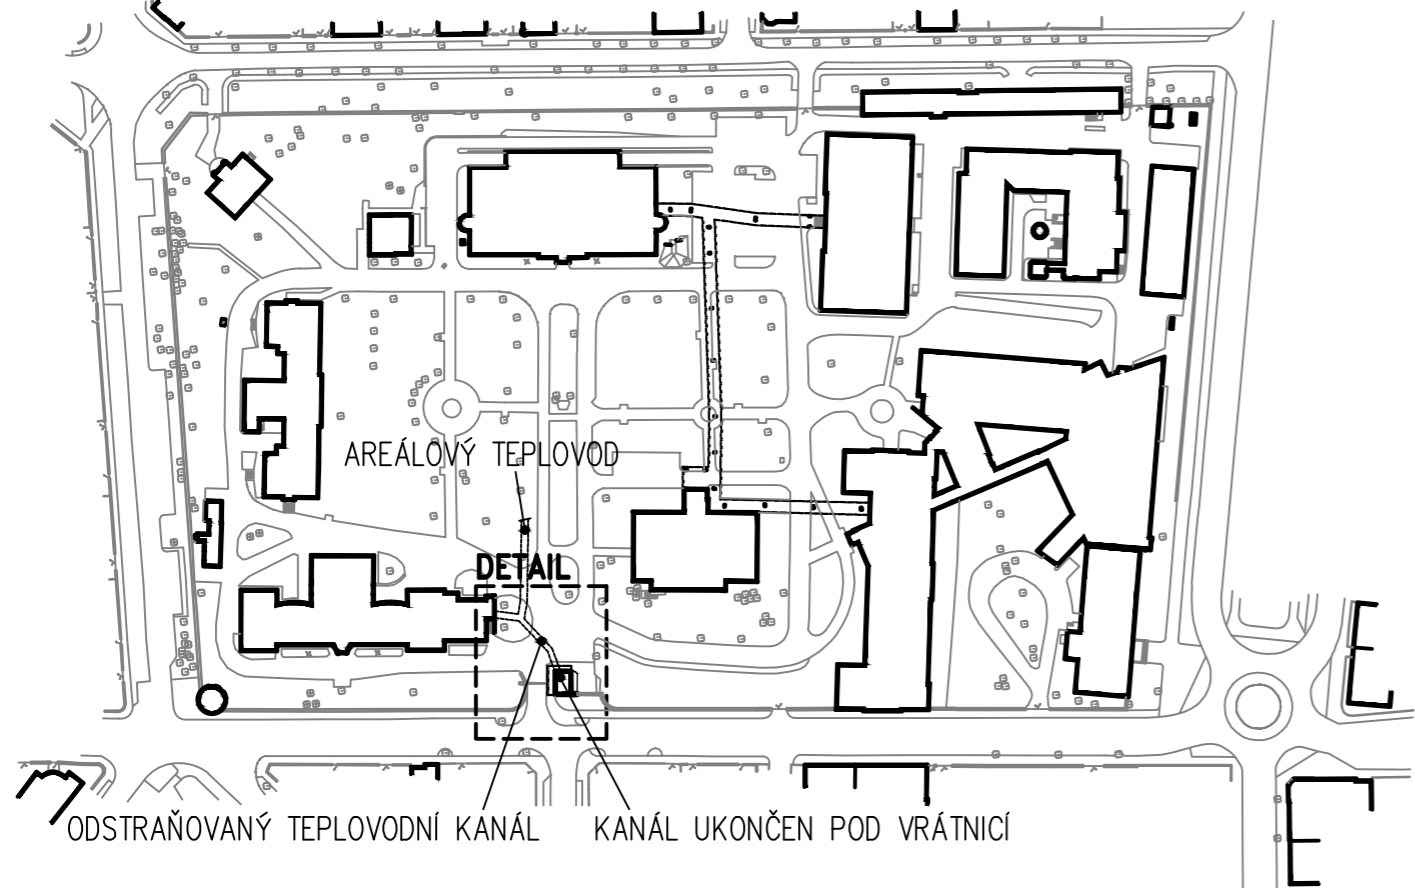 AREÁLOVÝ TEPLOVOD
DETAIL
ODSTRAŇOVANÝ TEPLOVODNÍ KANÁL
KANÁL UKONČEN POD VRÁTNICÍ